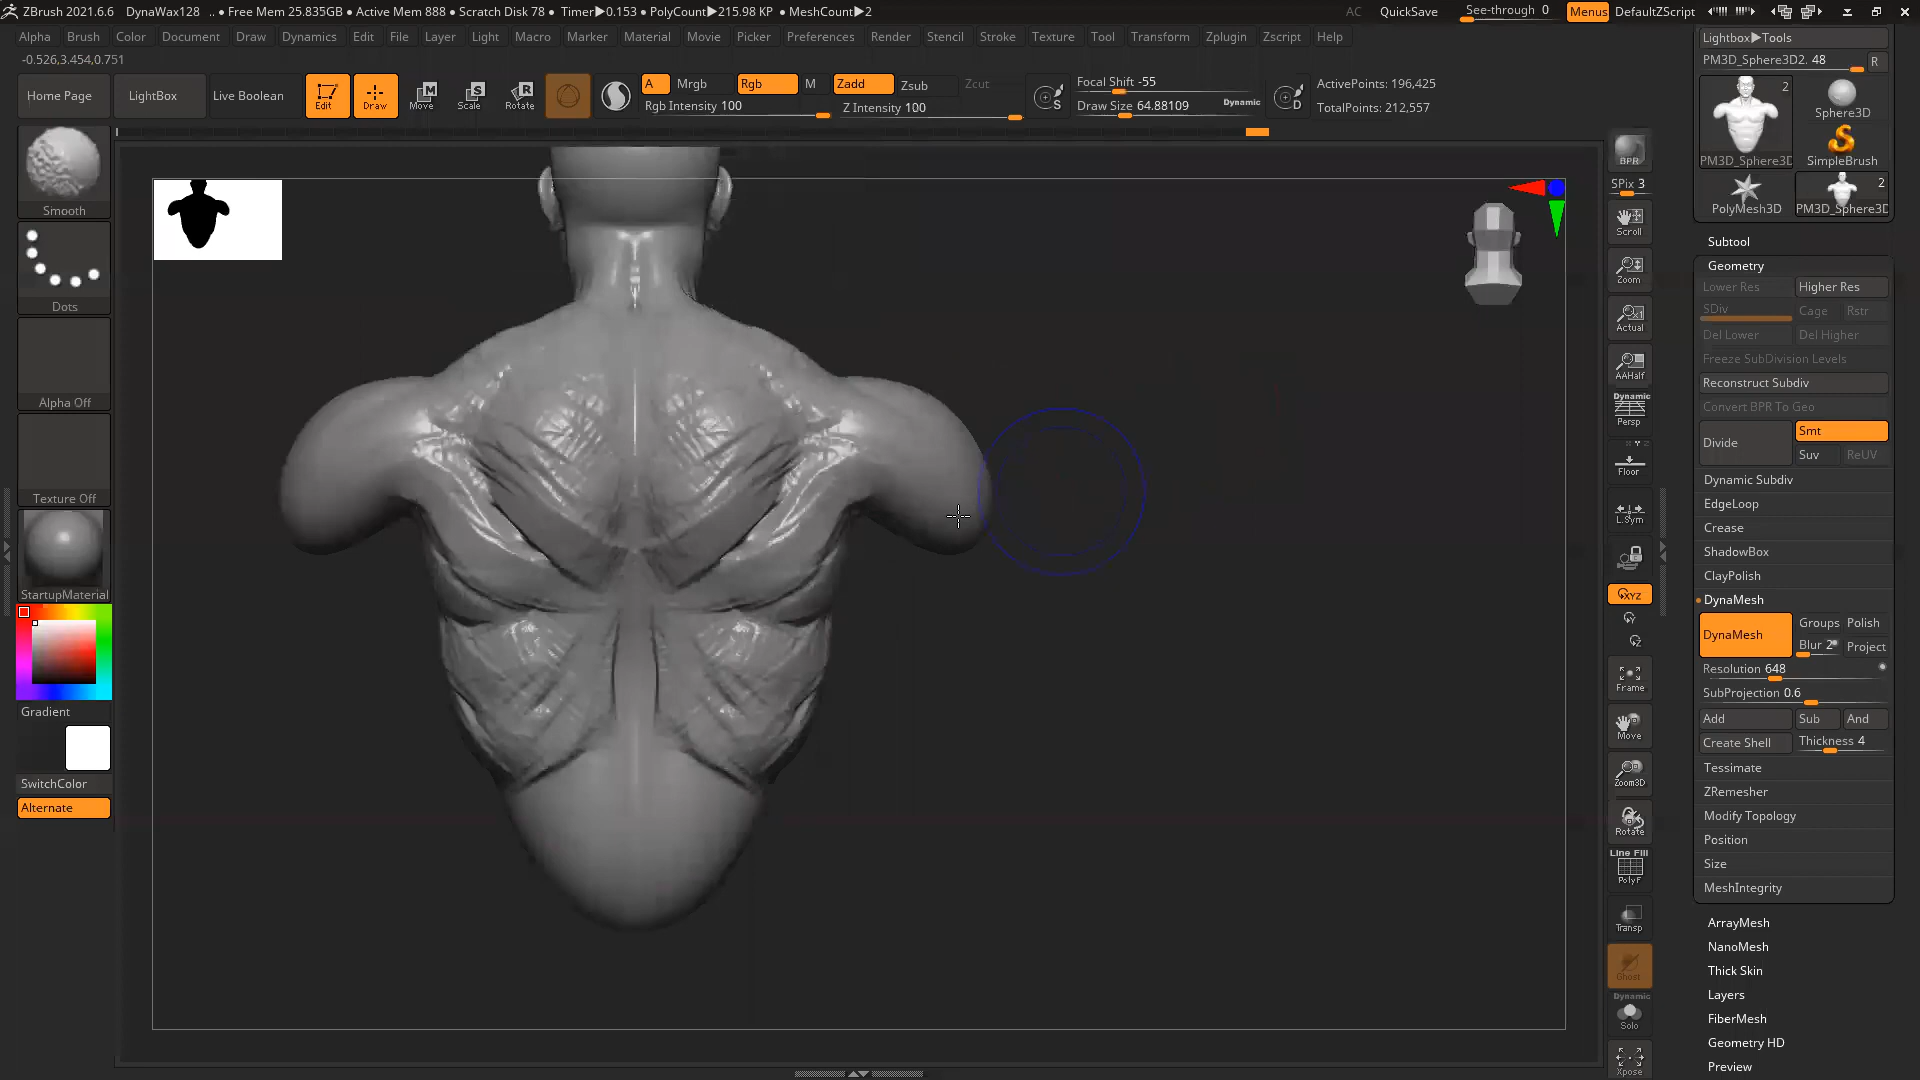 ZBrush 2021.6.6 DynaWax128 .. • Free Mem 25.835GB • Active Mem 888 • Scratch Disk 78 • Timer▶0.153 • PolyCount▶215.98 KP • MeshCount▶2 AC QuickSave See-through 0 Menus DefaultZScript
Alpha Brush Color Document Draw Dynamics Edit File Layer Light Macro Marker Material Movie Picker Preferences Render Stencil Stroke Texture Tool Transform Zplugin Zscript Help
-0.526,3.454,0.751
Home Page LightBox Live Boolean Edit Draw Move Scale Rotate
M S R
A Mrgb Rgb M Zadd Zsub Zcut
Rgb Intensity 100 Z Intensity 100
S Focal Shift -55
Draw Size 64.88109 Dynamic D
ActivePoints: 196,425
TotalPoints: 212,557
Smooth
Dots
Alpha Off
Texture Off
StartupMaterial
Gradient
SwitchColor
Alternate
BPR
SPix 3
Scroll
Zoom
Actual
AAHalf
Dynamic
Persp
Floor
L.Sym
XYZ
Y
Z
Frame
Move
Zoom3D
Rotate
Line Fill
PolyF
Transp
Ghost
Dynamic
Solo
Xpose
Lightbox▶Tools
PM3D_Sphere3D2. 48 R
2
PM3D_Sphere3D
Sphere3D
SimpleBrush
PolyMesh3D
2
PM3D_Sphere3D
Subtool
Geometry
Lower Res Higher Res
SDiv Cage Rstr
Del Lower Del Higher
Freeze SubDivision Levels
Reconstruct Subdiv
Convert BPR To Geo
Divide Smt
Suv ReUV
Dynamic Subdiv
EdgeLoop
Crease
ShadowBox
ClayPolish
DynaMesh
DynaMesh Groups Polish
Blur 2 Project
Resolution 648
SubProjection 0.6
Add Sub And
Create Shell Thickness 4
Tessimate
ZRemesher
Modify Topology
Position
Size
MeshIntegrity
ArrayMesh
NanoMesh
Thick Skin
Layers
FiberMesh
Geometry HD
Preview